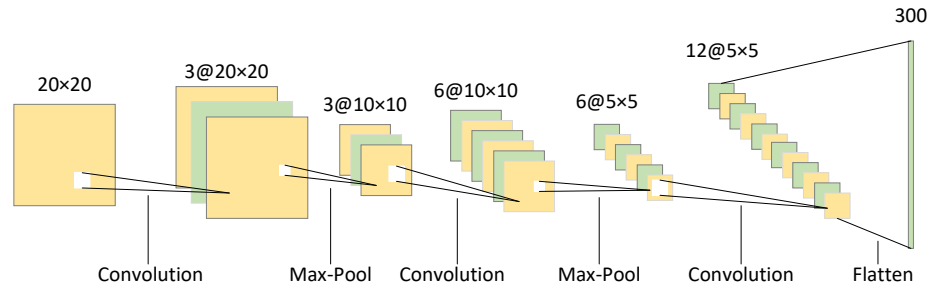 20×20
3@20×20
3@10×10
6@10×10
6@5×5
12@5×5
300
Convolution
Max-Pool
Convolution
Max-Pool
Convolution
Flatten